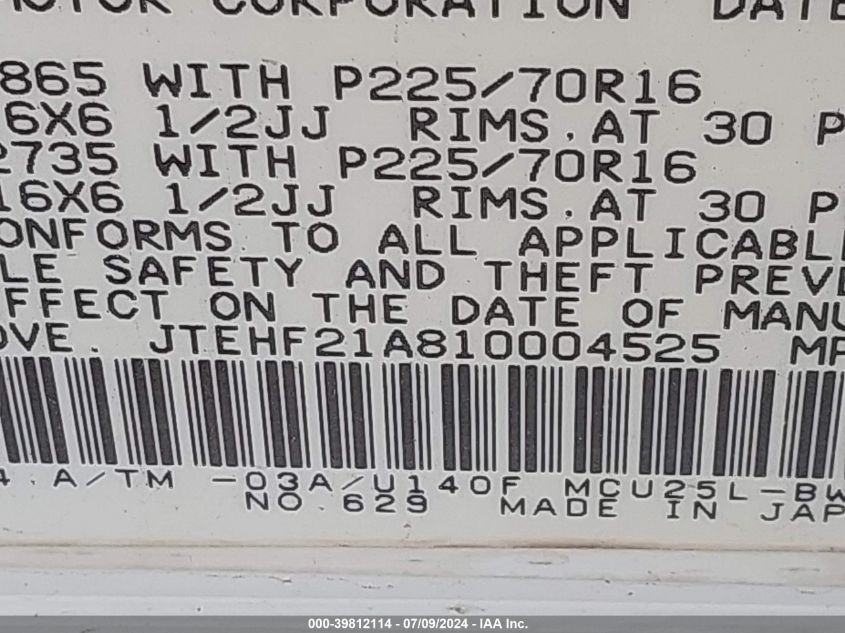 MOTOR CORPORATION DATE
865 WITH P225/70R16
16X6 1/2JJ RIMS.AT 30 P
2735 WITH P225/70R16
16X6 1/2JJ RIMS.AT 30 P
ONFORMS TO ALL APPLICABL
LE SAFETY AND THEFT PREVE
FFECT ON THE DATE OF MANU
OVE. JTEHF21A810004525 MP
4.A/TM -03A/U140F MCU25L-BW
NO.629 MADE IN JAP
000-39812114 - 07/09/2024 - IAA Inc.